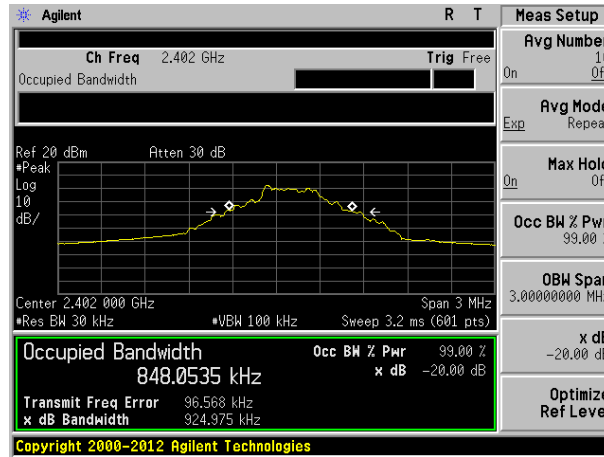 Agilent R T Meas Setup
Ch Freq 2.402 GHz Trig Free
Occupied Bandwidth
Ref 20 dBm Atten 30 dB
#Peak
Log
10
dB/
Center 2.402 000 GHz Span 3 MHz
#Res BW 30 kHz #VBW 100 kHz Sweep 3.2 ms (601 pts)
Occupied Bandwidth Occ BW % Pwr 99.00 %
848.0535 kHz x dB -20.00 dB
Transmit Freq Error 96.568 kHz
x dB Bandwidth 924.975 kHz
Copyright 2000-2012 Agilent Technologies
Avg Number
On
Avg Mode
Exp
Max Hold
On
Occ BW % Pwr
99.00
OBW Span
3.00000000
x dB
-20.00 dB
Optimize
Ref Level